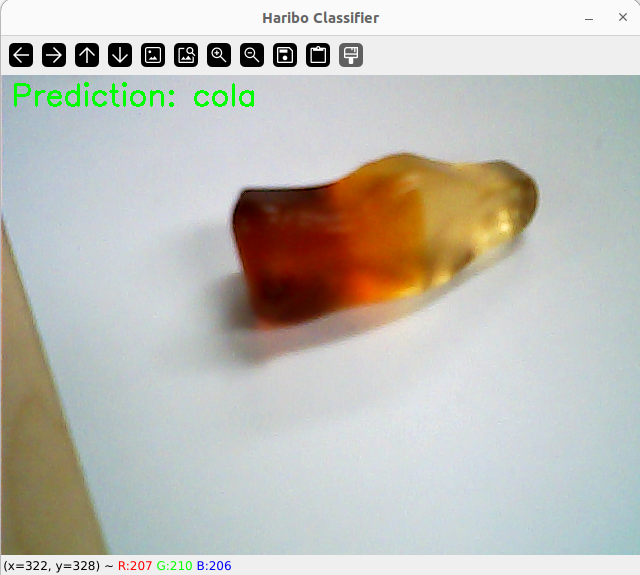 Haribo Classifier
Prediction: cola
(x=322, y=328) ~ R:207 G:210 B:206